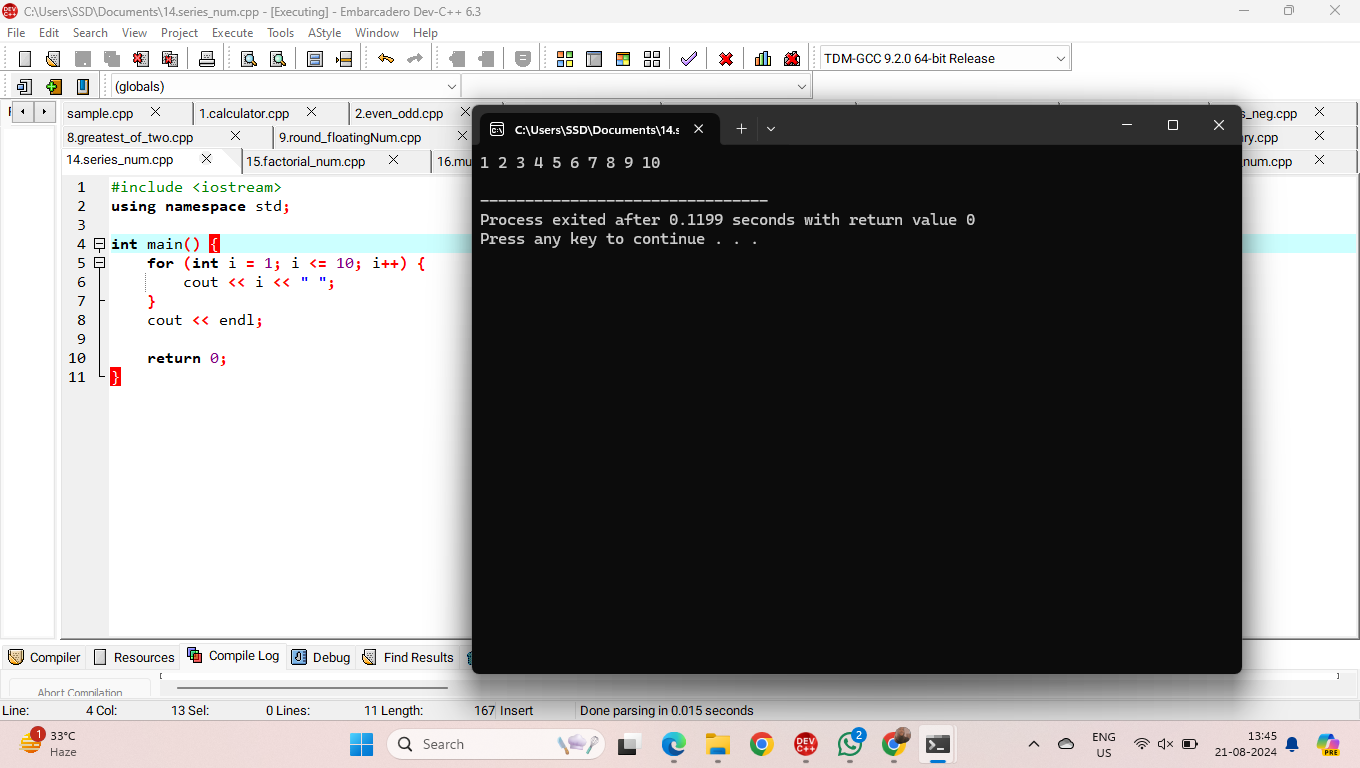 C:\Users\SSD\Documents\14.series_num.cpp - [Executing] - Embarcadero Dev-C++ 6.3
File Edit Search View Project Execute Tools AStyle Window Help
TDM-GCC 9.2.0 64-bit Release
(globals)
sample.cpp 1.calculator.cpp 2.even_odd.cpp s_neg.cpp
8.greatest_of_two.cpp 9.round_floatingNum.cpp ry.cpp
14.series_num.cpp 15.factorial_num.cpp 16.mu num.cpp
1 #include <iostream>
2 using namespace std;
3
4 int main() {
5 for (int i = 1; i <= 10; i++) {
6 cout << i << " ";
7 }
8 cout << endl;
9
10 return 0;
11 }
C:\Users\SSD\Documents\14.s
1 2 3 4 5 6 7 8 9 10
--------------------------------
Process exited after 0.1199 seconds with return value 0
Press any key to continue . . .
Compiler Resources Compile Log Debug Find Results
Abort Compilation
Line: 4 Col: 13 Sel: 0 Lines: 11 Length: 167 Insert Done parsing in 0.015 seconds
1 33°C
Haze
Search
DEV C++
2
PRE
ENG
US
13:45
21-08-2024